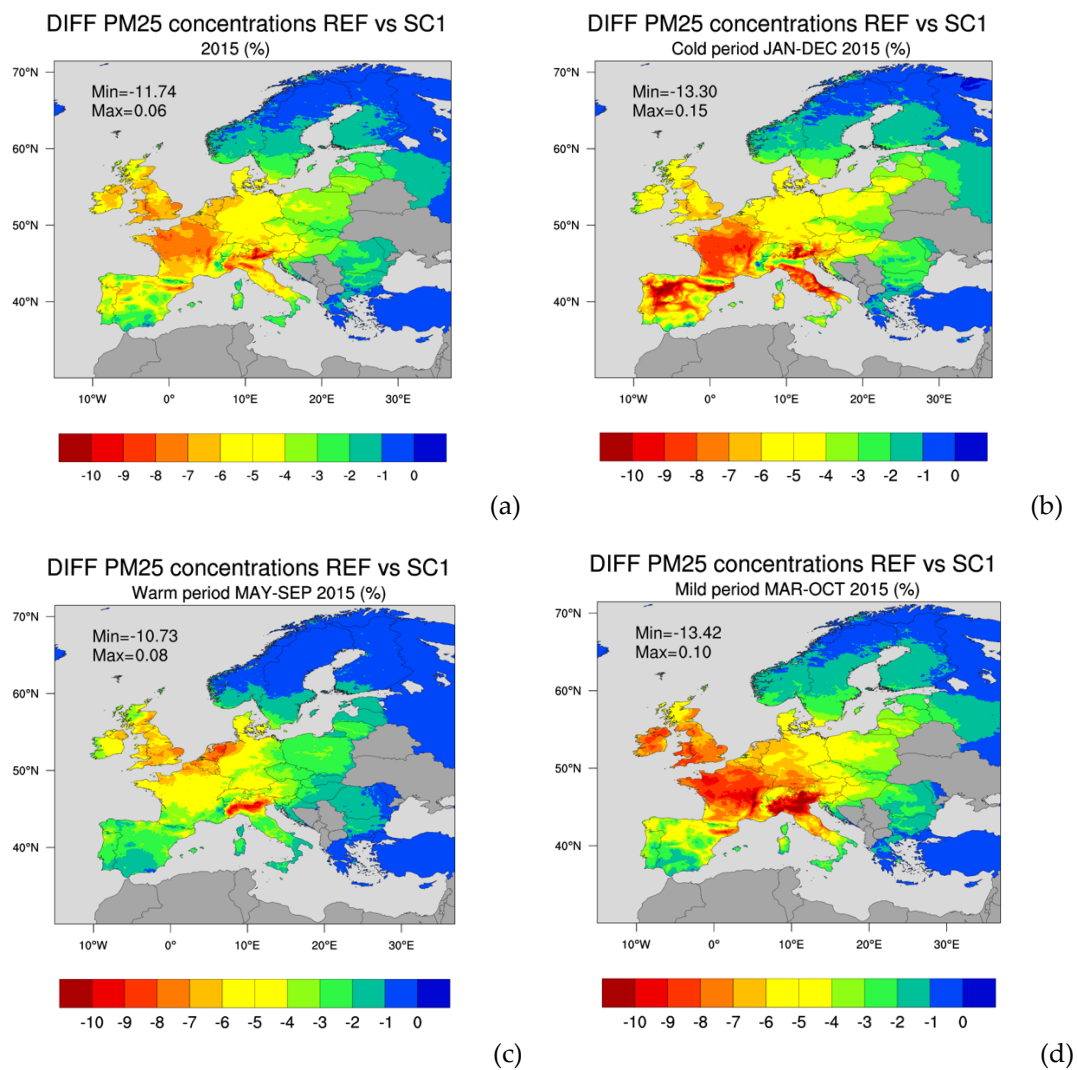 DIFF PM25 concentrations REF vs SC1
2015 (%)
Min=-11.74
Max=0.06
70°N
60°N
50°N
40°N
10°W 0° 10°E 20°E 30°E
-10 -9 -8 -7 -6 -5 -4 -3 -2 -1 0
(a)
DIFF PM25 concentrations REF vs SC1
Cold period JAN-DEC 2015 (%)
Min=-13.30
Max=0.15
70°N
60°N
50°N
40°N
10°W 0° 10°E 20°E 30°E
-10 -9 -8 -7 -6 -5 -4 -3 -2 -1 0
(b)
DIFF PM25 concentrations REF vs SC1
Warm period MAY-SEP 2015 (%)
Min=-10.73
Max=0.08
70°N
60°N
50°N
40°N
10°W 0° 10°E 20°E 30°E
-10 -9 -8 -7 -6 -5 -4 -3 -2 -1 0
(c)
DIFF PM25 concentrations REF vs SC1
Mild period MAR-OCT 2015 (%)
Min=-13.42
Max=0.10
70°N
60°N
50°N
40°N
10°W 0° 10°E 20°E 30°E
-10 -9 -8 -7 -6 -5 -4 -3 -2 -1 0
(d)